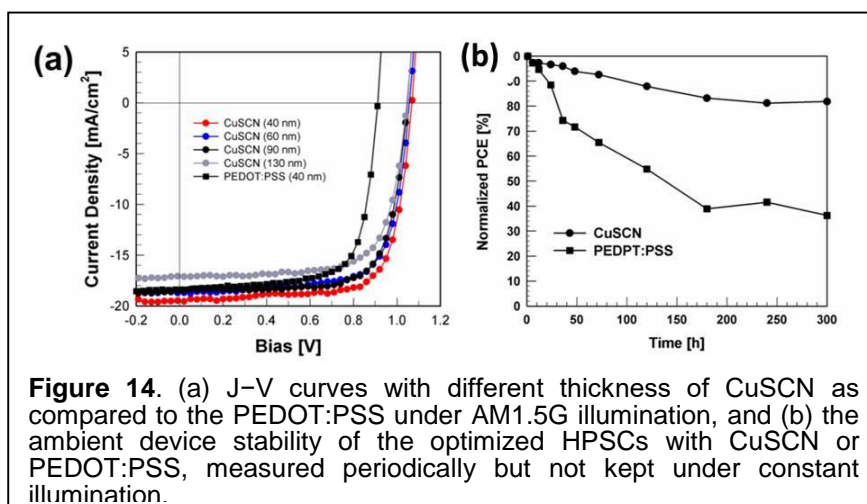 (a)
5
0
-5
-10
-15
-20
Current Density [mA/cm²]
CuSCN (40 nm)
CuSCN (60 nm)
CuSCN (90 nm)
CuSCN (130 nm)
PEDOT:PSS (40 nm)
-0.2 0.0 0.2 0.4 0.6 0.8 1.0 1.2
Bias [V]
(b)
0
90
80
70
60
50
40
30
20
10
0
Normalized PCE [%]
CuSCN
PEDPT:PSS
0 50 100 150 200 250 300
Time [h]
Figure 14. (a) J−V curves with different thickness of CuSCN as
compared to the PEDOT:PSS under AM1.5G illumination, and (b) the
ambient device stability of the optimized HPSCs with CuSCN or
PEDOT:PSS, measured periodically but not kept under constant
illumination.